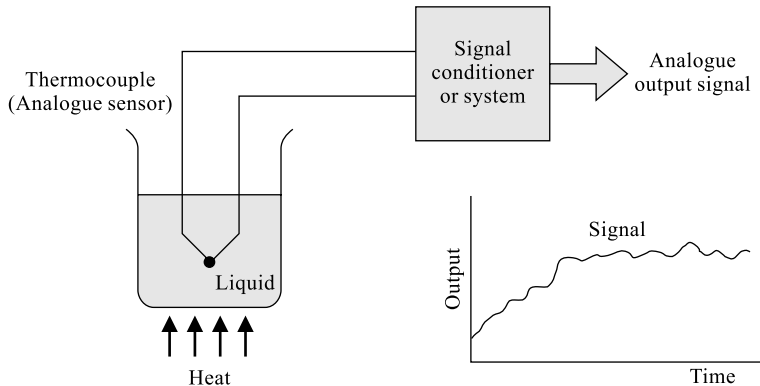 Thermocouple
(Analogue sensor)
Signal
conditioner
or system
Analogue
output signal
Liquid
Heat
Output
Signal
Time